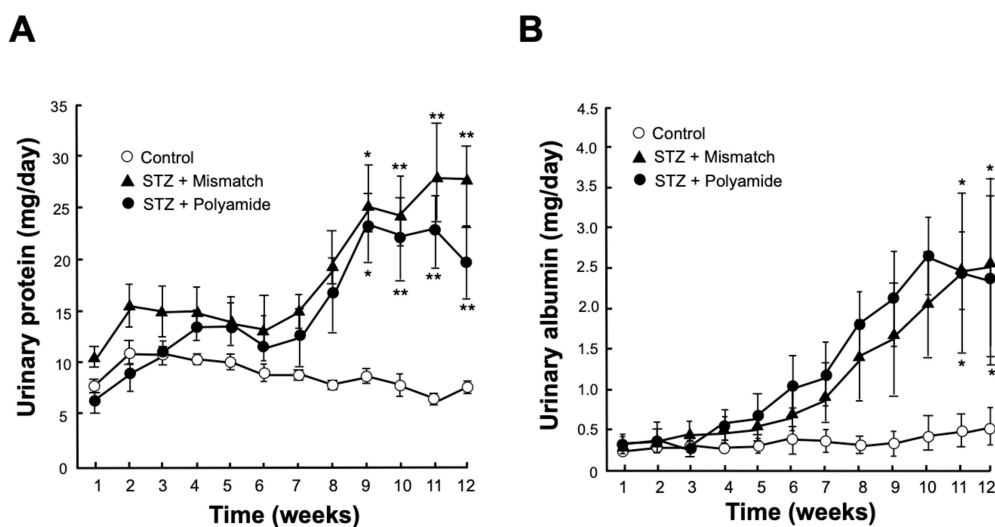 A
Urinary protein (mg/day)
35
30
25
20
15
10
5
0
Control
STZ + Mismatch
STZ + Polyamide
*
**
**
**
*
**
**
**
1 2 3 4 5 6 7 8 9 10 11 12
Time (weeks)
B
Urinary albumin (mg/day)
4.5
4.0
3.5
3.0
2.5
2.0
1.5
1.0
0.5
0
Control
STZ + Mismatch
STZ + Polyamide
*
*
*
*
1 2 3 4 5 6 7 8 9 10 11 12
Time (weeks)